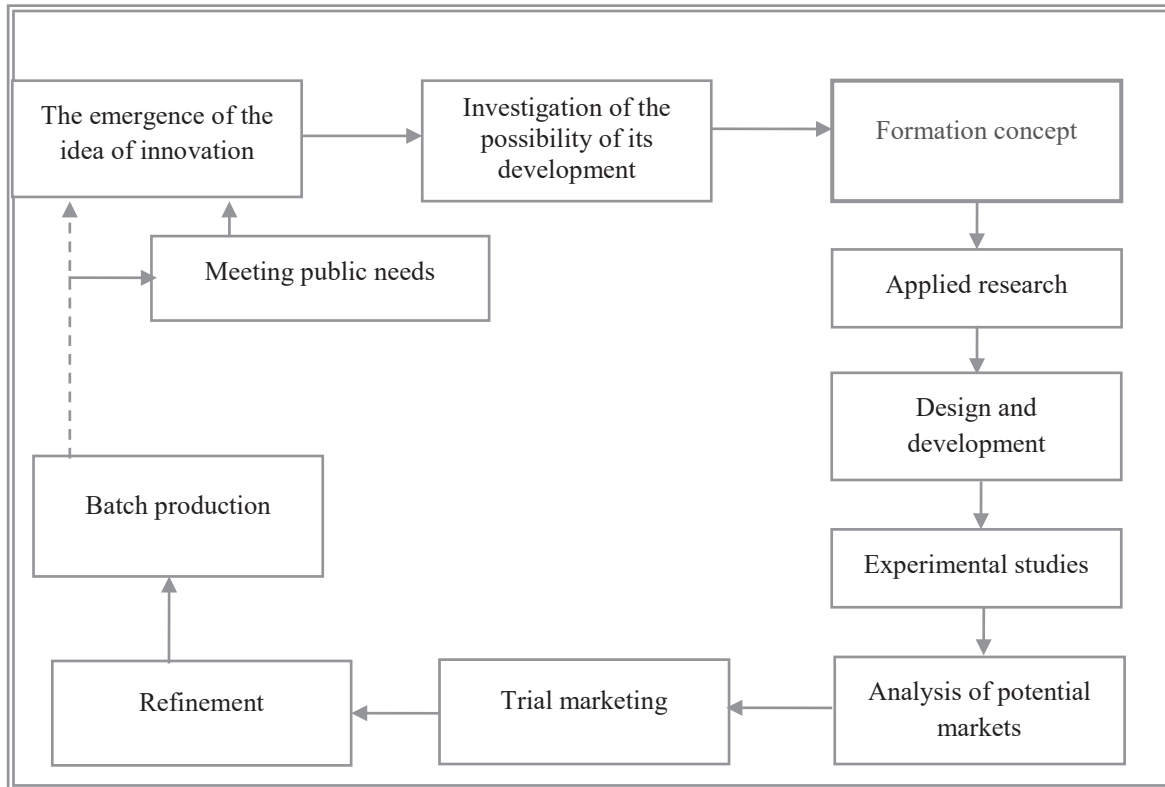 The emergence of the
idea of innovation
Investigation of the
possibility of its
development
Formation concept
Meeting public needs
Applied research
Design and
development
Batch production
Experimental studies
Refinement
Trial marketing
Analysis of potential
markets